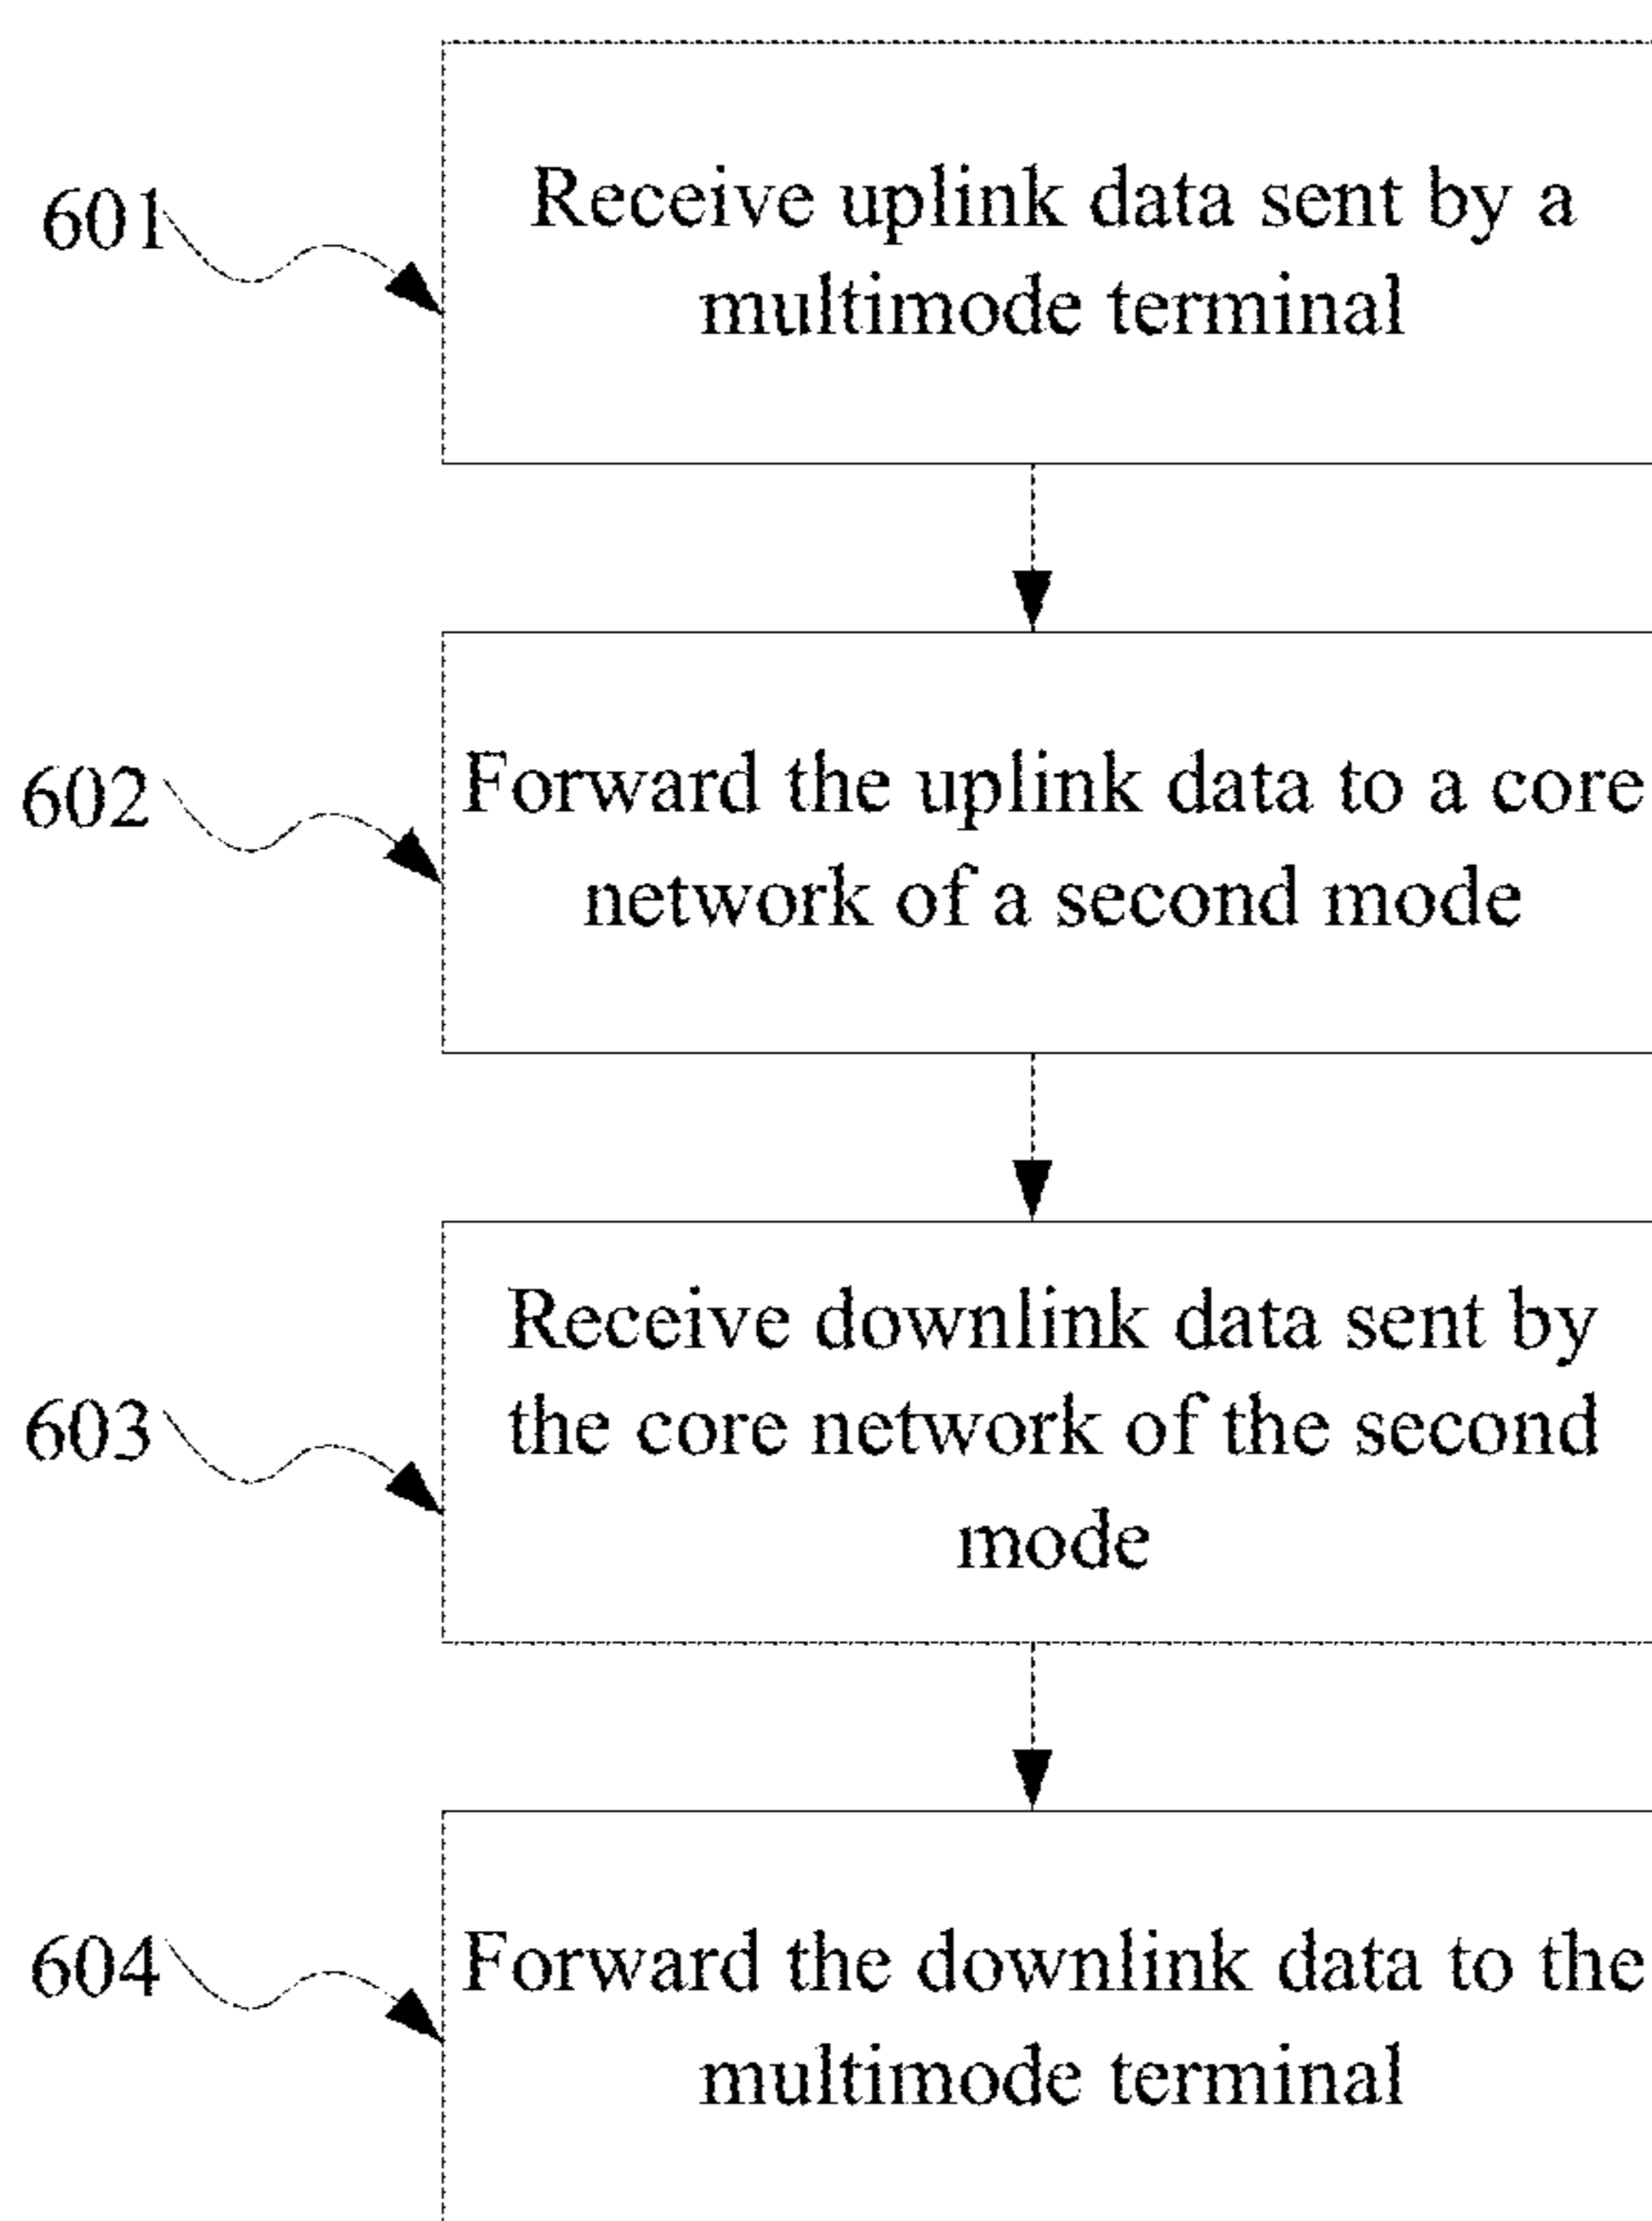 601
Receive uplink data sent by a
multimode terminal
602
Forward the uplink data to a core
network of a second mode
603
Receive downlink data sent by
the core network of the second
mode
604
Forward the downlink data to the
multimode terminal